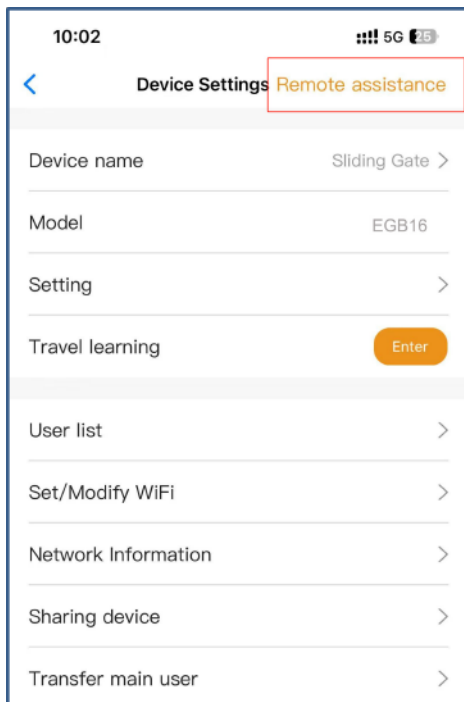 10:02 5G 25
Device Settings Remote assistance
Device name Sliding Gate
Model EGB16
Setting
Travel learning Enter
User list
Set/Modify WiFi
Network Information
Sharing device
Transfer main user